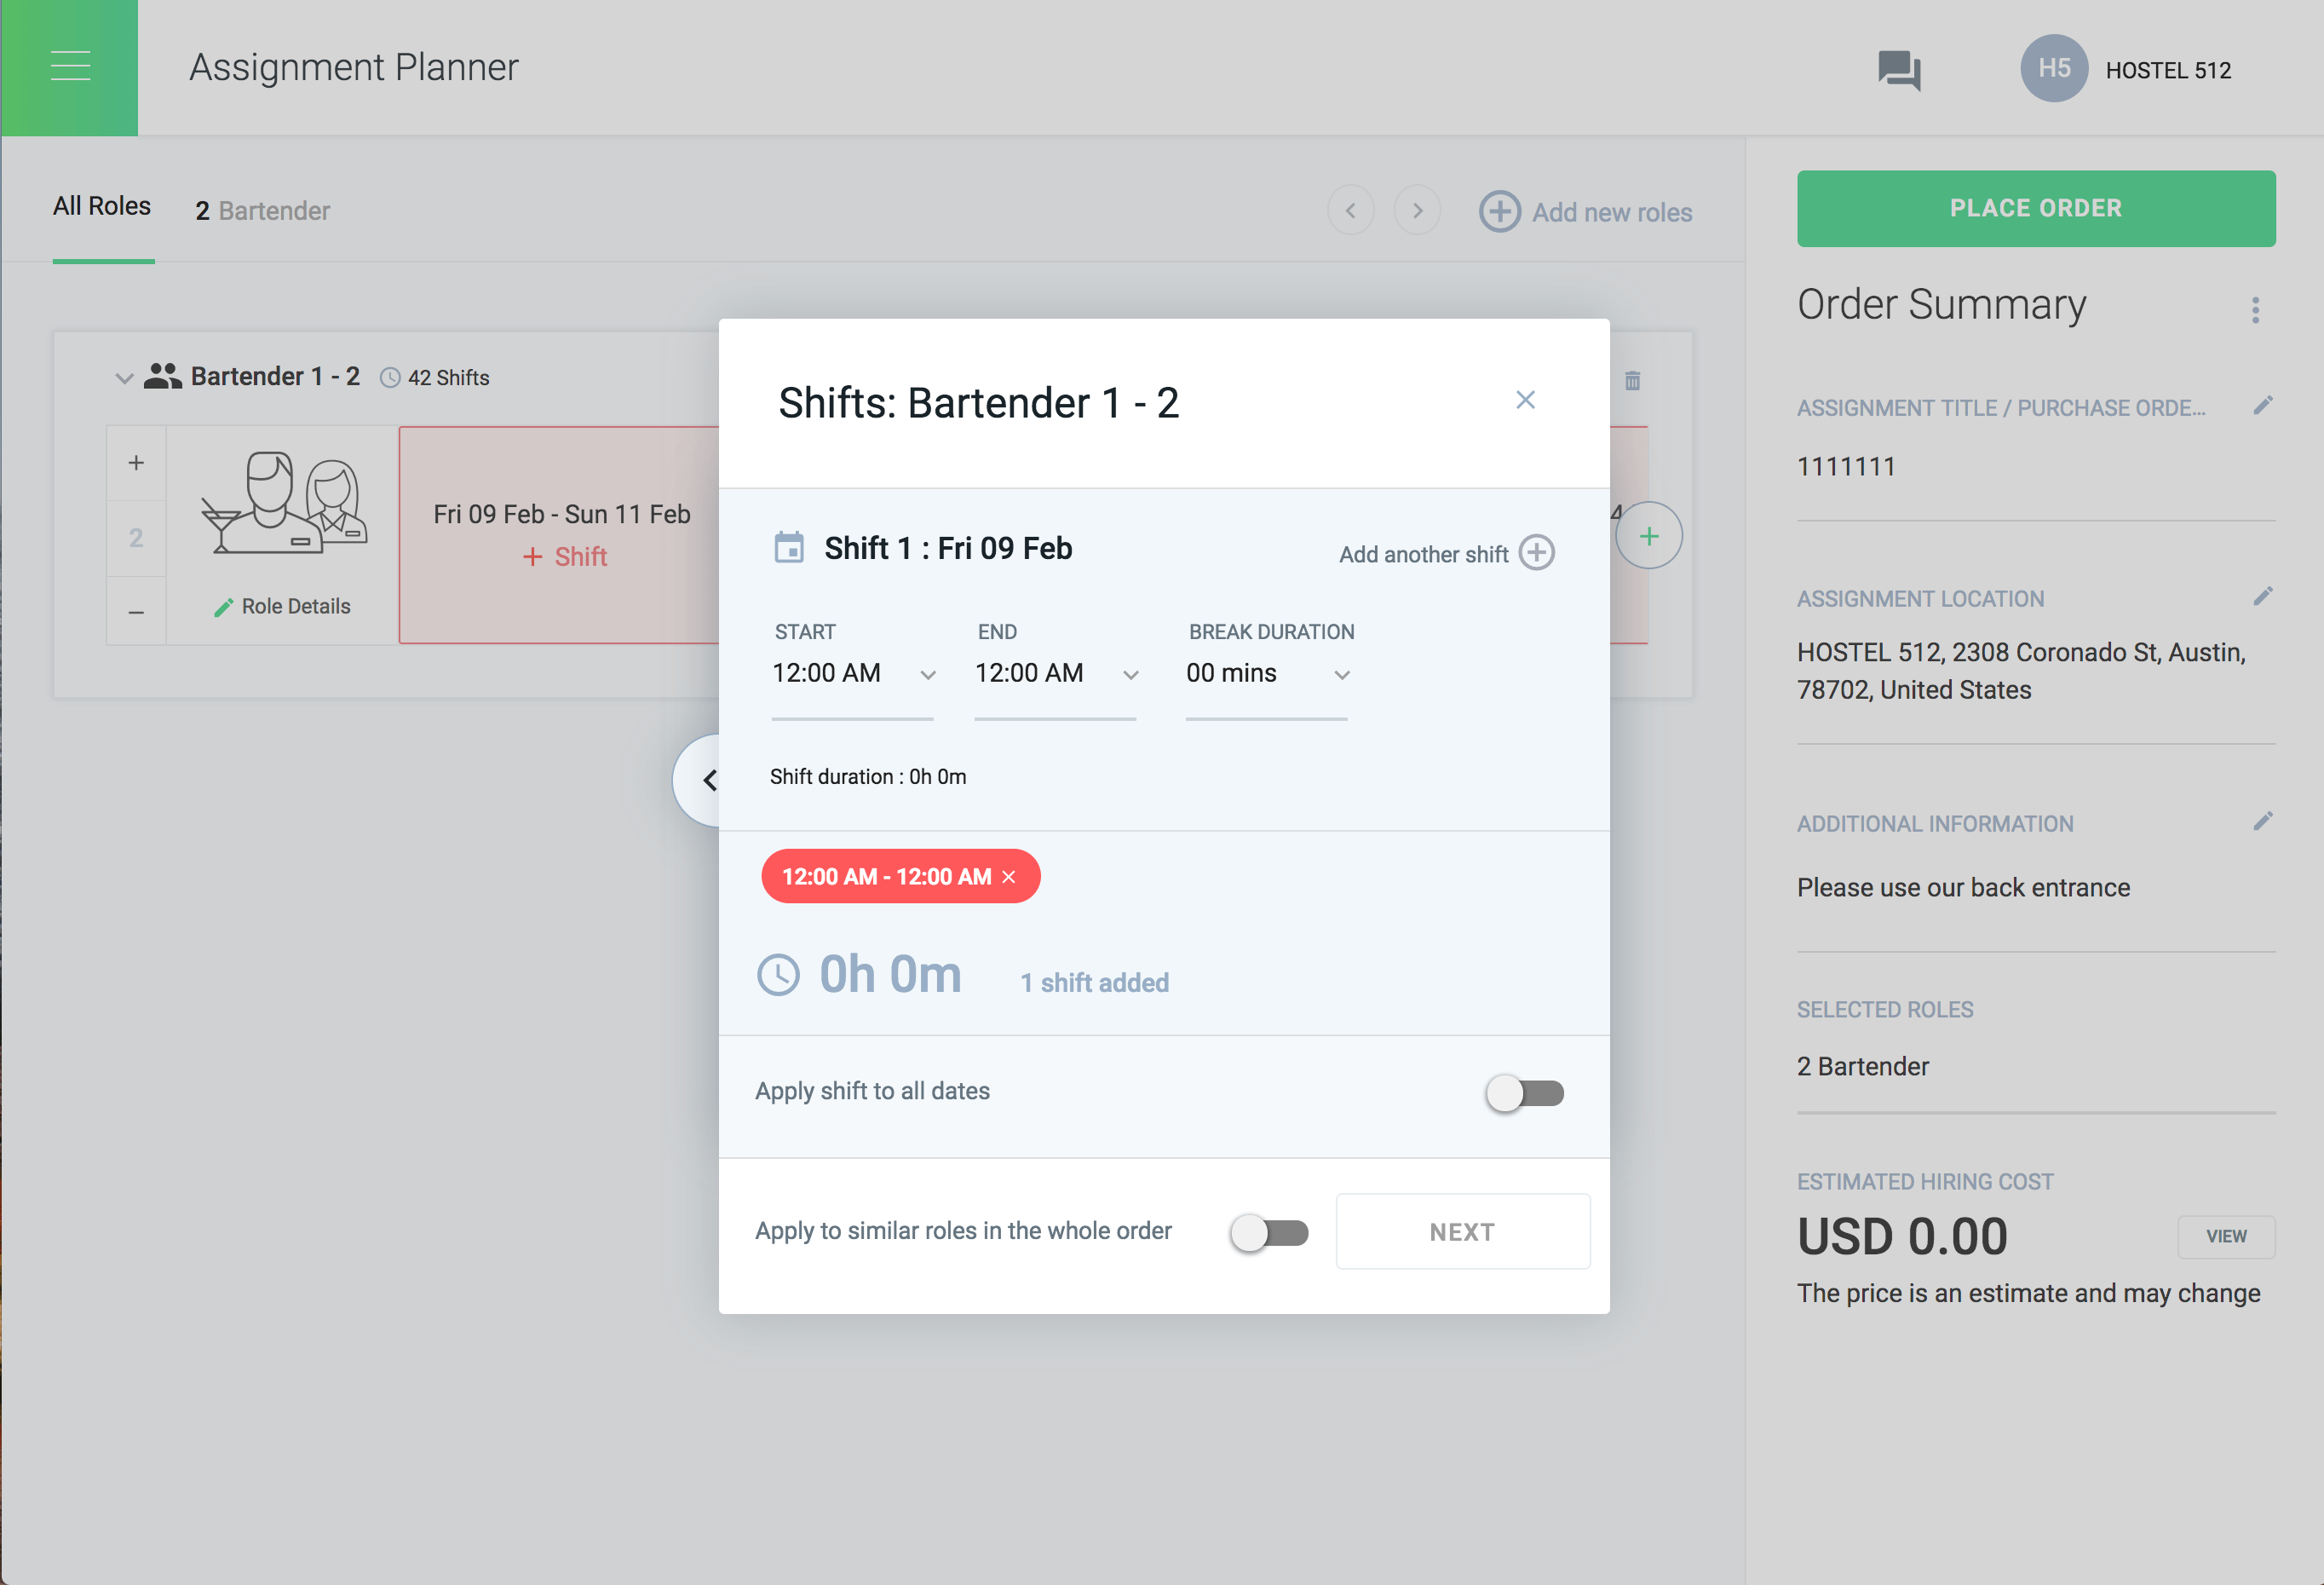 Assignment Planner
H5 HOSTEL 512
All Roles
2 Bartender
Add new roles
Bartender 1 - 2
42 Shifts
+
2
−
Role Details
Fri 09 Feb - Sun 11 Feb
+ Shift
4
+
Shifts: Bartender 1 - 2
Shift 1 : Fri 09 Feb
Add another shift
START
END
BREAK DURATION
12:00 AM
12:00 AM
00 mins
Shift duration : 0h 0m
12:00 AM - 12:00 AM ×
0h 0m
1 shift added
Apply shift to all dates
Apply to similar roles in the whole order
NEXT
PLACE ORDER
Order Summary
ASSIGNMENT TITLE / PURCHASE ORDE...
1111111
ASSIGNMENT LOCATION
HOSTEL 512, 2308 Coronado St, Austin,
78702, United States
ADDITIONAL INFORMATION
Please use our back entrance
SELECTED ROLES
2 Bartender
ESTIMATED HIRING COST
USD 0.00
VIEW
The price is an estimate and may change